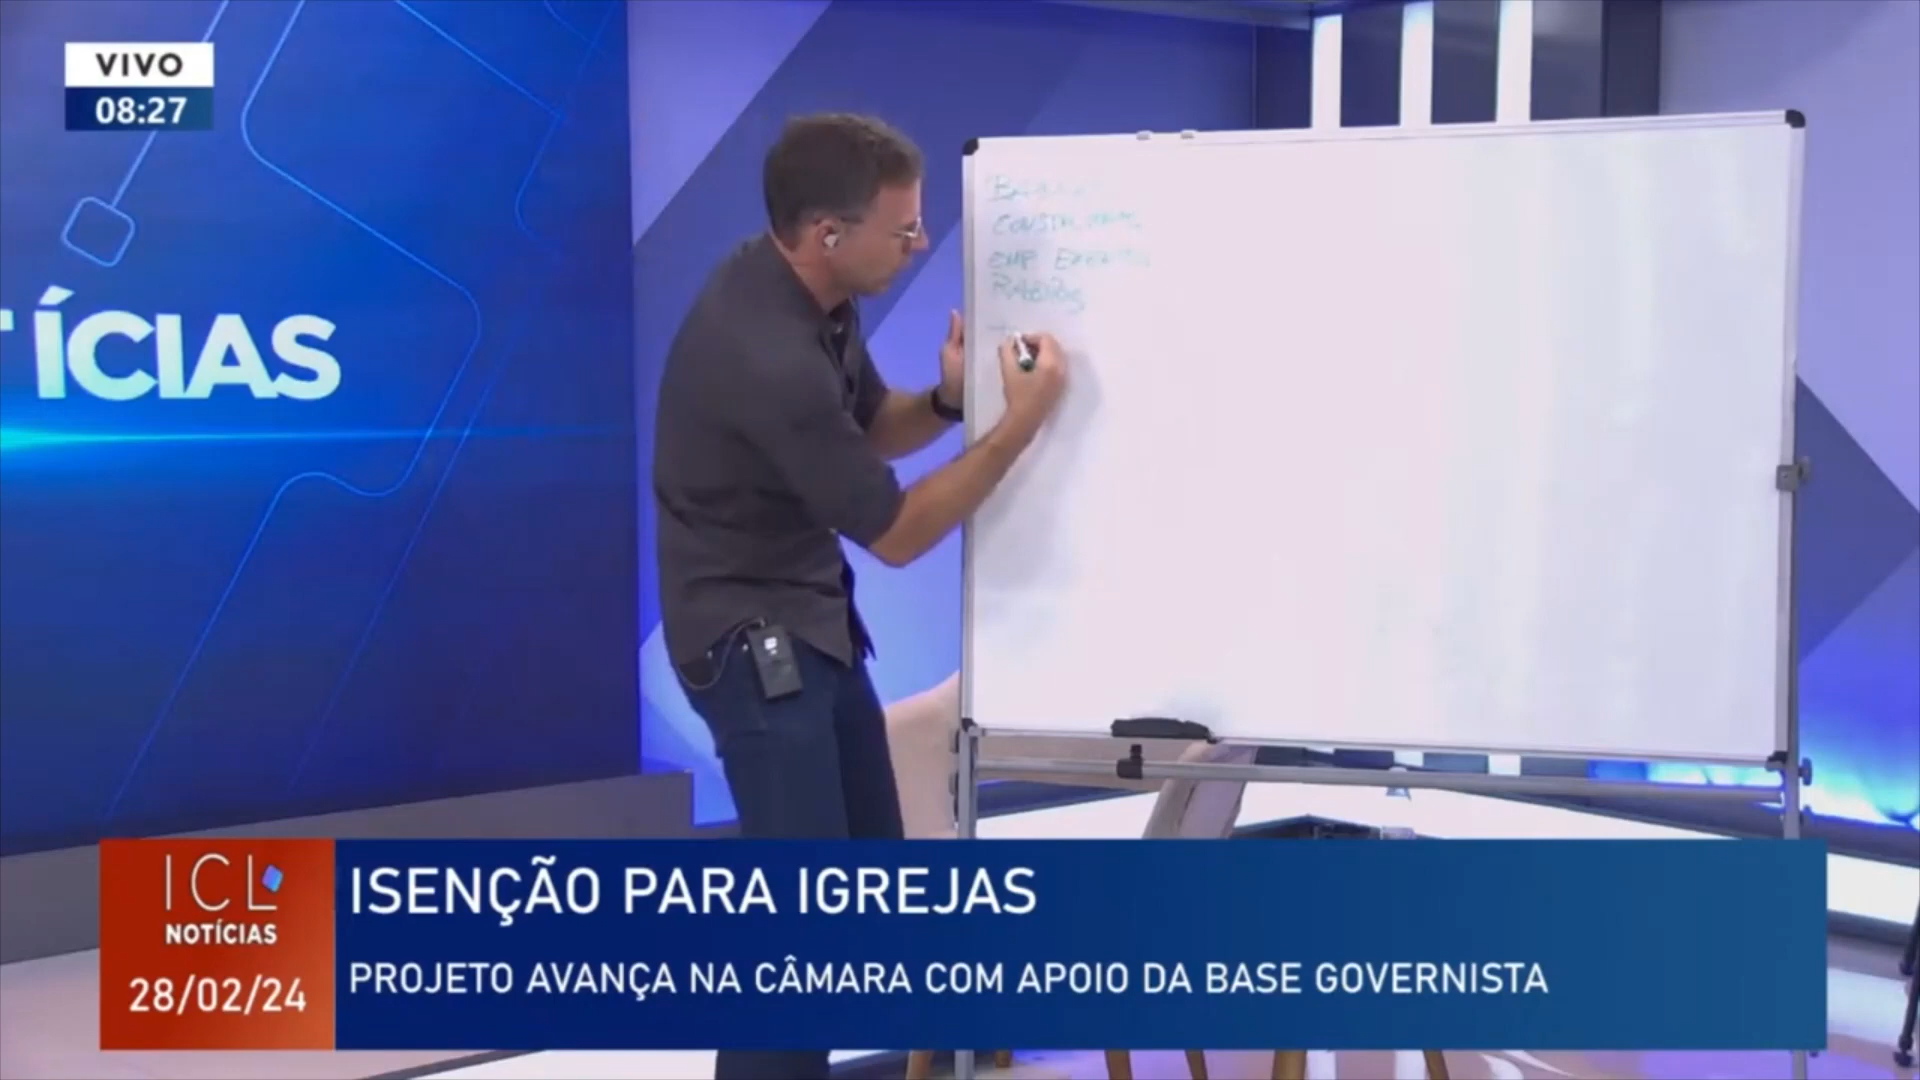 VIVO
08:27
ÍCIAS
RÁDIOS
ICL
NOTÍCIAS
28/02/24
ISENÇÃO PARA IGREJAS
PROJETO AVANÇA NA CÂMARA COM APOIO DA BASE GOVERNISTA